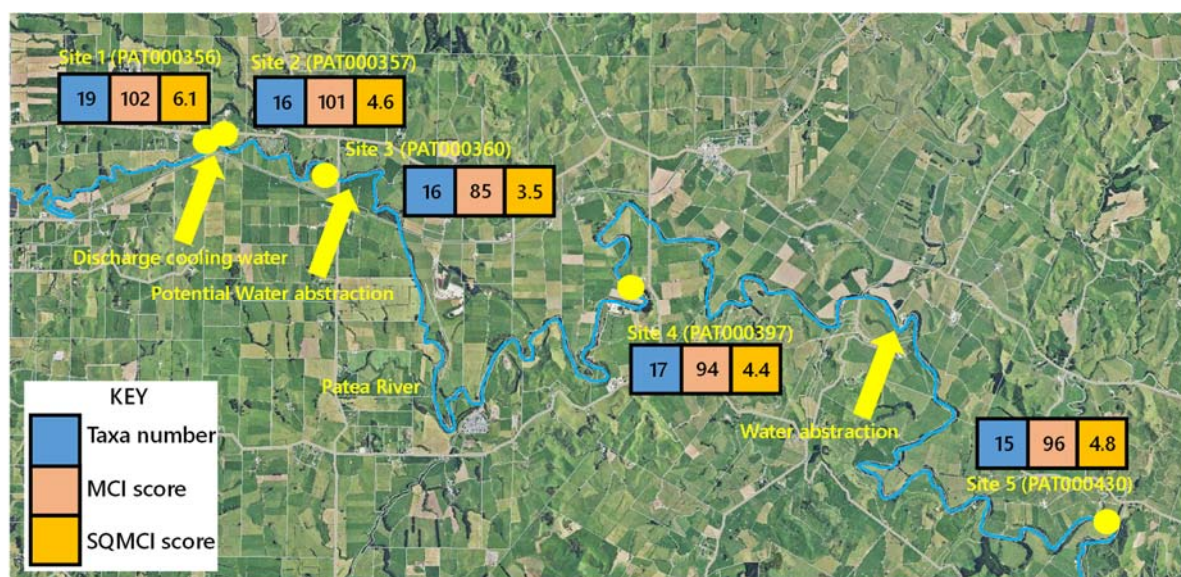 Site 1 (PAT000356)
19 102 6.1
Site 2 (PAT000357)
16 101 4.6
Site 3 (PAT000360)
16 85 3.5
Discharge cooling water
Potential Water abstraction
Patea River
Site 4 (PAT000397)
17 94 4.4
Water abstraction
15 96 4.8
Site 5 (PAT000430)
KEY
Taxa number
MCI score
SQMCI score